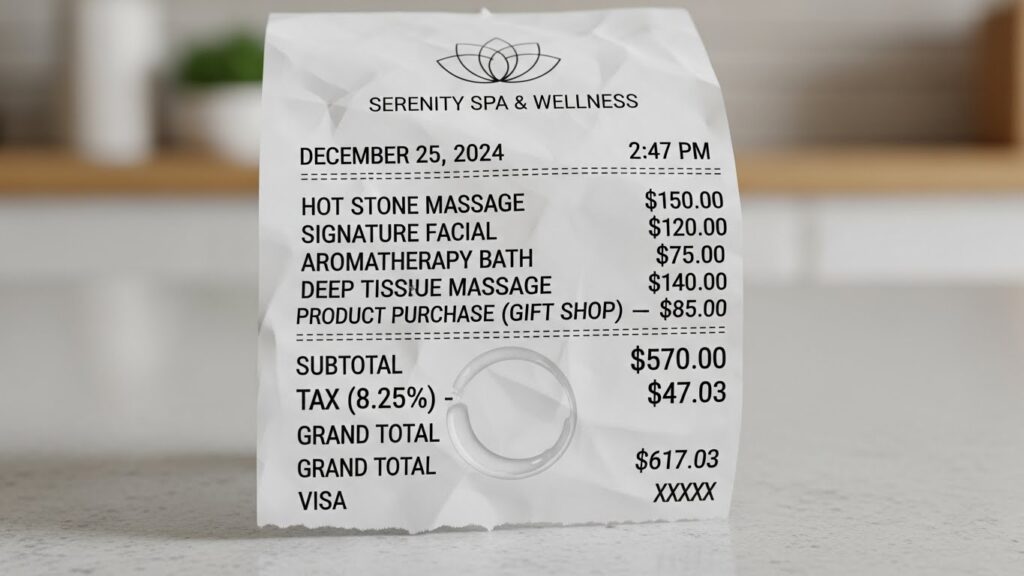 SERENITY SPA & WELLNESS
DECEMBER 25, 2024 2:47 PM
HOT STONE MASSAGE $150.00
SIGNATURE FACIAL $120.00
AROMATHERAPY BATH $75.00
DEEP TISSIUE MASSAGE $140.00
PRODUCT PURCHASE (GIFT SHOP) — $85.00
SUBTOTAL $570.00
TAX (8.25%) - $47.03
GRAND TOTAL
GRAND TOTAL $617.03
VISA XXXXX